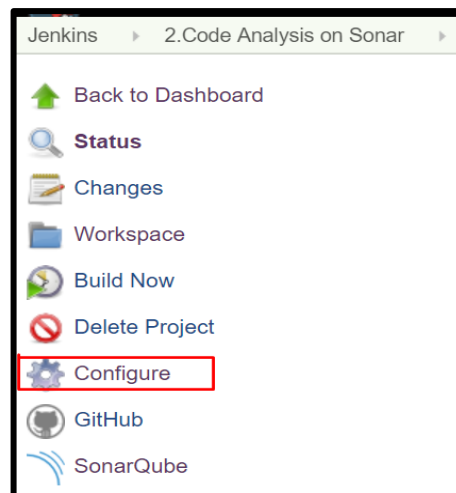 Jenkins 2.Code Analysis on Sonar
Back to Dashboard
Status
Changes
Workspace
Build Now
Delete Project
Configure
GitHub
SonarQube